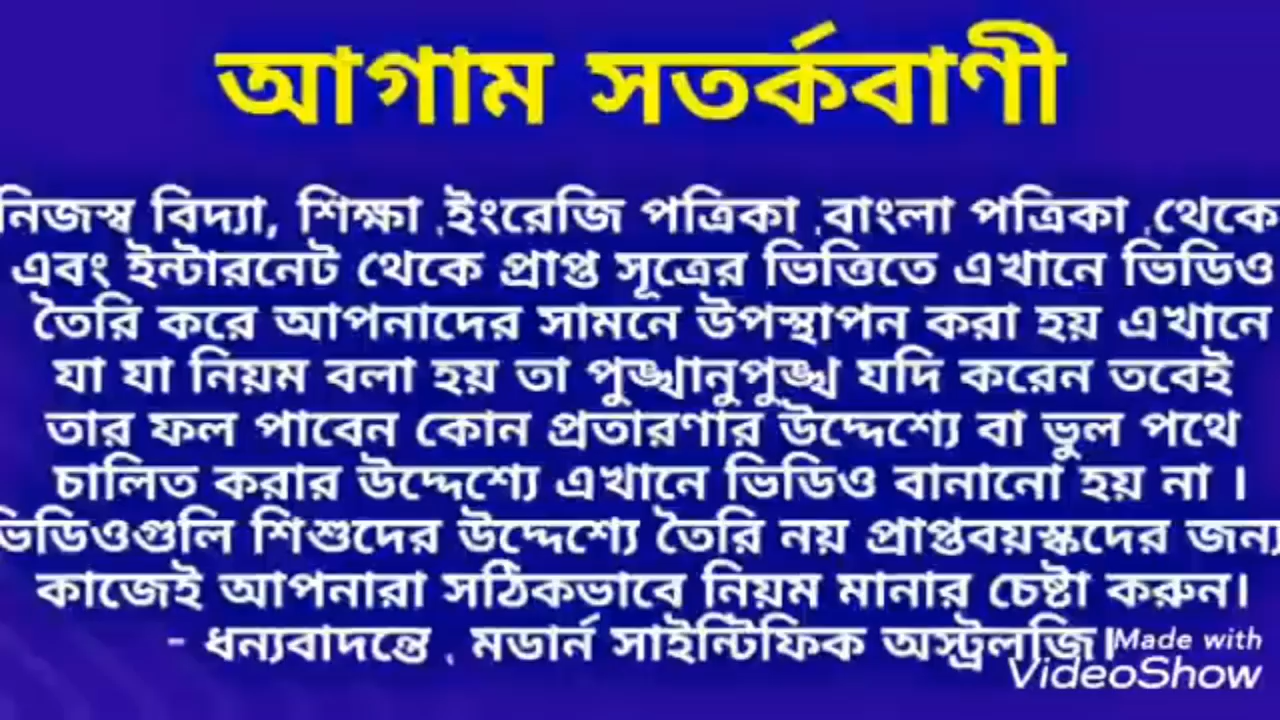 আগাম সতর্কবাণী
নিজস্ব বিদ্যা, শিক্ষা ,ইংরেজি পত্রিকা ,বাংলা পত্রিকা ,থেকে
এবং ইন্টারনেট থেকে প্রাপ্ত সূত্রের ভিত্তিতে এখানে ভিডিও
তৈরি করে আপনাদের সামনে উপস্থাপন করা হয় এখানে
যা যা নিয়ম বলা হয় তা পুঙ্খানুপুঙ্খ যদি করেন তবেই
তার ফল পাবেন কোন প্রতারণার উদ্দেশ্যে বা ভুল পথে
চালিত করার উদ্দেশ্যে এখানে ভিডিও বানানো হয় না ।
ভিডিওগুলি শিশুদের উদ্দেশ্যে তৈরি নয় প্রাপ্তবয়স্কদের জন্য
কাজেই আপনারা সঠিকভাবে নিয়ম মানার চেষ্টা করুন।
- ধন্যবাদন্তে , মডার্ন সাইন্টিফিক অস্ট্রলজি।
Made with
VideoShow